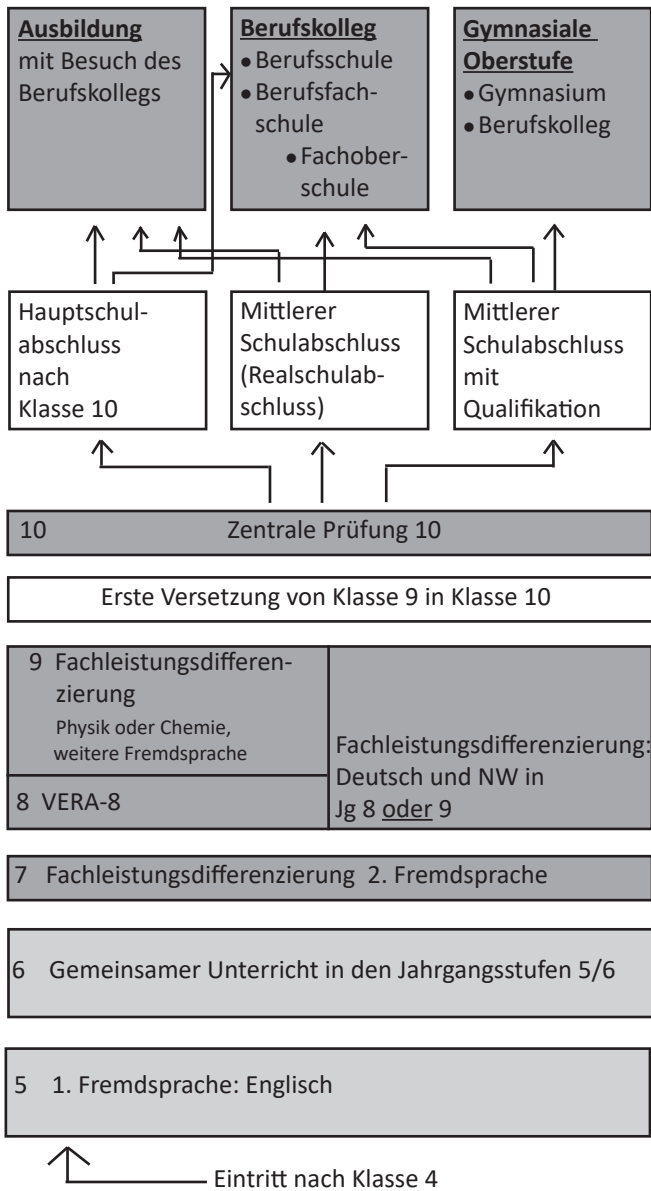 Ausbildung
mit Besuch des
Berufskollegs
Berufskolleg
• Berufsschule
• Berufsfach-
schule
• Fachober-
schule
Gymnasiale
Oberstufe
• Gymnasium
• Berufskolleg
Hauptschul-
abschluss
nach
Klasse 10
Mittlerer
Schulabschluss
(Realschulab-
schluss)
Mittlerer
Schulabschluss
mit
Qualifikation
10 Zentrale Prüfung 10
Erste Versetzung von Klasse 9 in Klasse 10
9 Fachleistungsdifferen-
zierung
Physik oder Chemie,
weitere Fremdsprache
8 VERA-8
Fachleistungsdifferenzierung:
Deutsch und NW in
Jg 8 oder 9
7 Fachleistungsdifferenzierung 2. Fremdsprache
6 Gemeinsamer Unterricht in den Jahrgangsstufen 5/6
5 1. Fremdsprache: Englisch
Eintritt nach Klasse 4